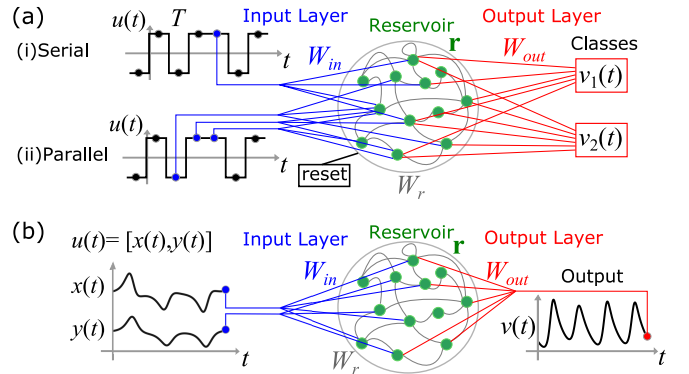 (a)
u(t) T Input Layer Reservoir Output Layer
(i)Serial W_in r W_out Classes
t v_1(t)
u(t)
(ii)Parallel t v_2(t)
reset
W_r
(b)
u(t)= [x(t),y(t)] Input Layer Reservoir Output Layer
r
x(t) W_in W_out Output
y(t) v(t)
W_r
t t